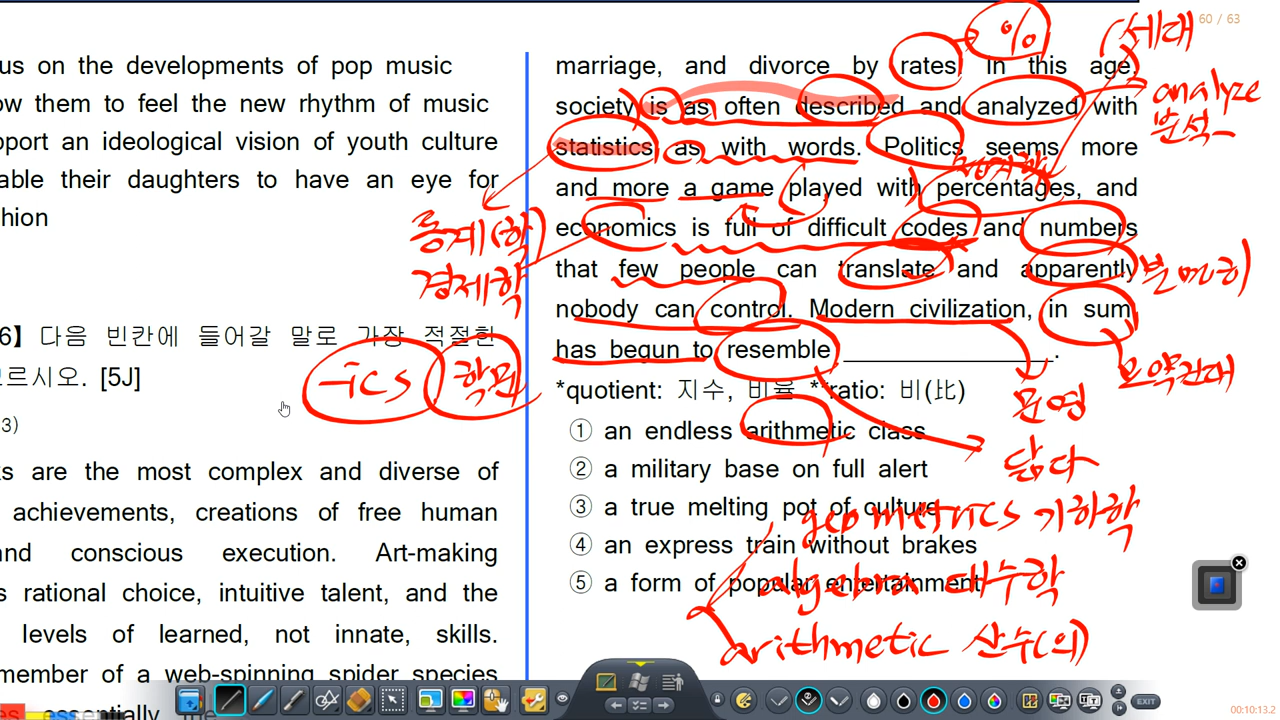 us on the developments of pop music
ow them to feel the new rhythm of music
pport an ideological vision of youth culture
able their daughters to have an eye for
hion
6】다음 빈칸에 들어갈 말로 가장 적절한
르시오. [5J]
3)
ks are the most complex and diverse of
achievements, creations of free human
and conscious execution. Art-making
s rational choice, intuitive talent, and the
levels of learned, not innate, skills.
member of a web-spinning spider species
es essentially the
통계(학)
경제학
-ics 학문
60 / 63
% (세대
marriage, and divorce by rates. In this age,
society is as often described and analyzed with
analyze
분석
statistics as with words. Politics seems more
and more a game played with percentages, and
economics is full of difficult codes and numbers
that few people can translate and apparently
분명히
nobody can control. Modern civilization, in sum,
has begun to resemble ______________.
요약건대
문명
닮다
*quotient: 지수, 비율 **ratio: 비(比)
① an endless arithmetic class
② a military base on full alert
③ a true melting pot of culture
geometrics 기하학
④ an express train without brakes
⑤ a form of popular entertainment
algebra 대수학
arithmetic 산수(의)
EXIT
00:10:13.2